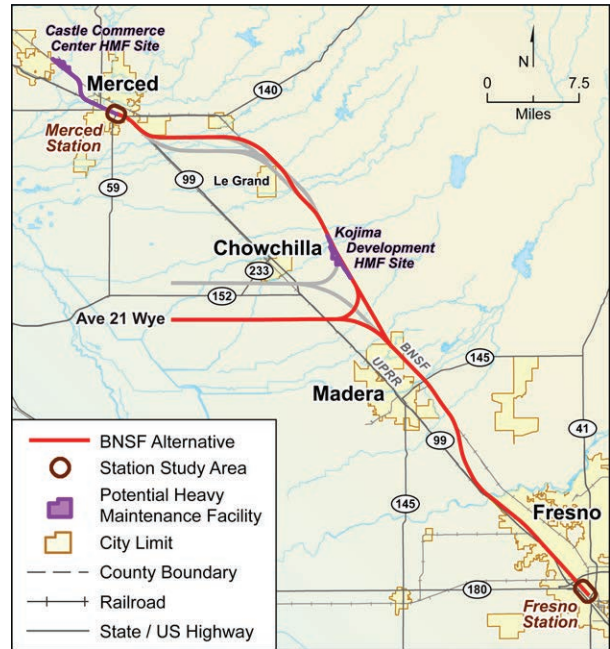 Castle Commerce
Center HMF Site
Merced
N
0 7.5
Miles
140
Merced
Station
59
99
Le Grand
Kojima
Development
HMF Site
Chowchilla
233
152
Ave 21 Wye
BNSF
UPRR
145
Madera
99
41
145
Fresno
180
Fresno
Station
BNSF Alternative
Station Study Area
Potential Heavy
Maintenance Facility
City Limit
County Boundary
Railroad
State / US Highway